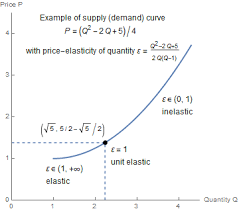 Price P
Example of supply (demand) curve
P = (Q² - 2 Q + 5) / 4
with price-elasticity of quantity ε = Q²-2 Q+5 / 2 Q(Q-1)
4
3
ε ∈ (0, 1)
inelastic
2
(√5, 5/2 - √5 / 2)
ε = 1
unit elastic
1
ε ∈ (1, +∞)
elastic
0 1 2 3 4 Quantity Q